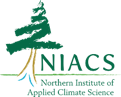 NIACS
Northern Institute of
Applied Climate Science